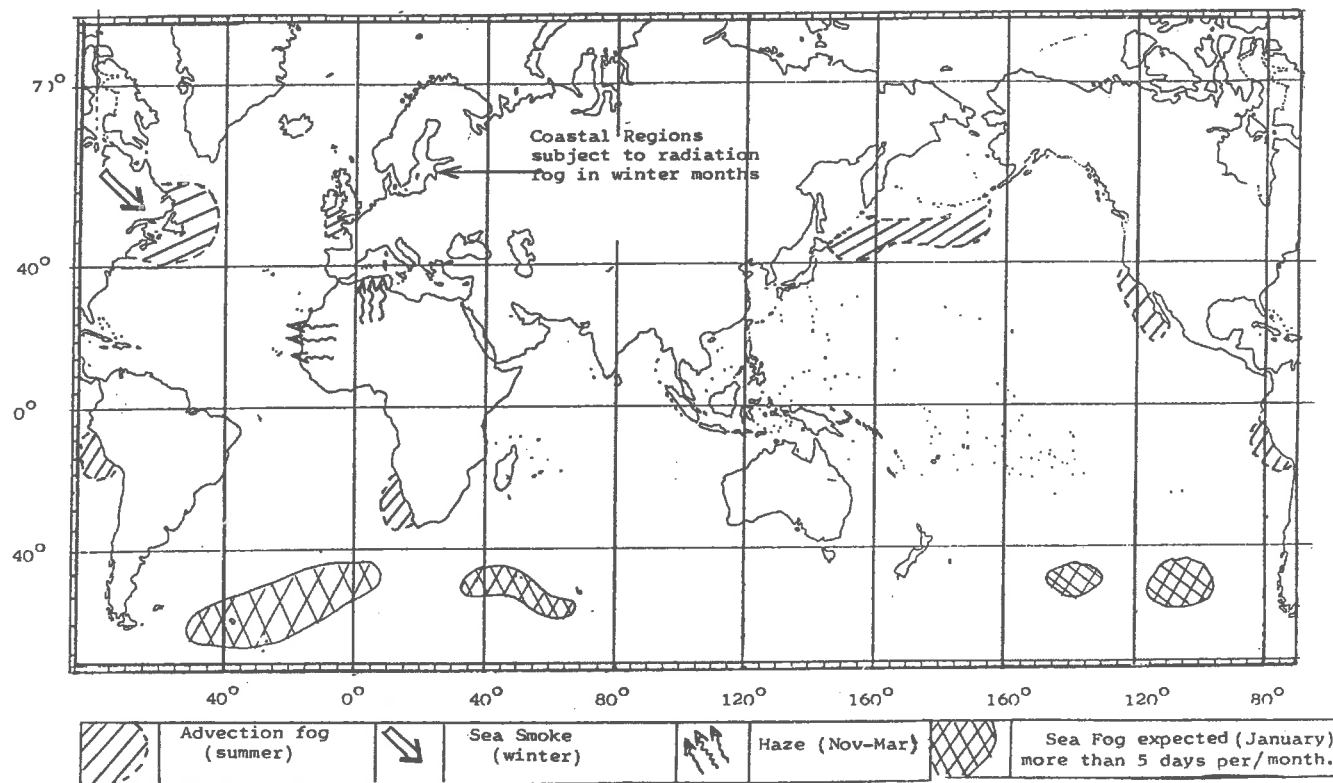 70°
Coastal Regions
subject to radiation
fog in winter months
40°
0°
40°
40° 0° 40° 80° 120° 160° 160° 120° 80°
Advection fog
(summer)
Sea Smoke
(winter)
Haze (Nov-Mar)
Sea Fog expected (January)
more than 5 days per/month.